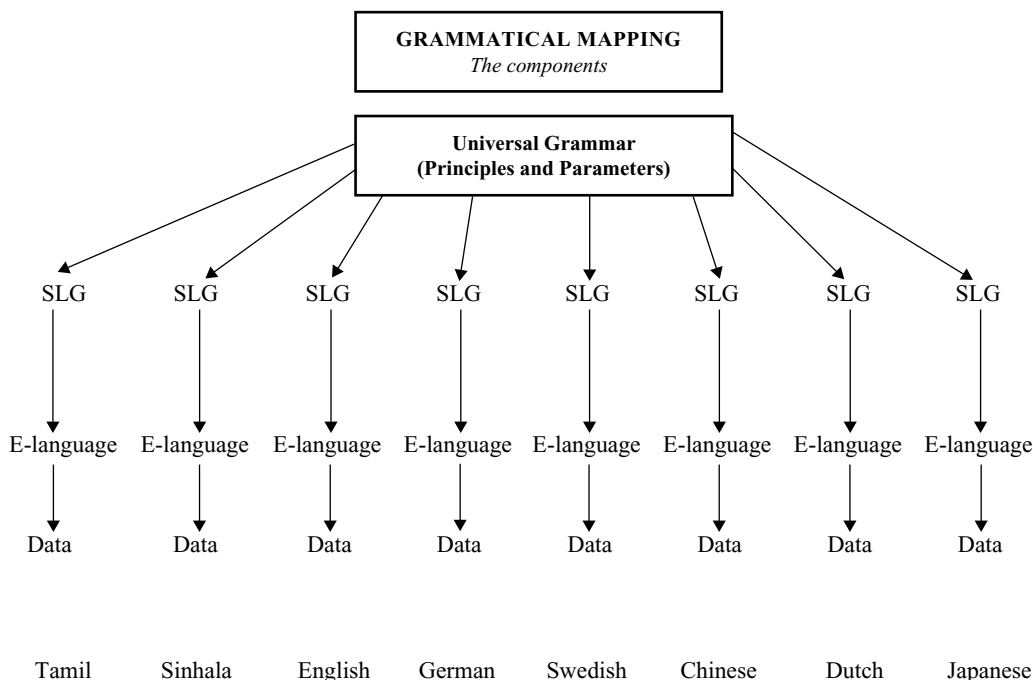 GRAMMATICAL MAPPING
The components
Universal Grammar
(Principles and Parameters)
SLG SLG SLG SLG SLG SLG SLG SLG
E-language E-language E-language E-language E-language E-language E-language E-language
Data Data Data Data Data Data Data Data
Tamil Sinhala English German Swedish Chinese Dutch Japanese